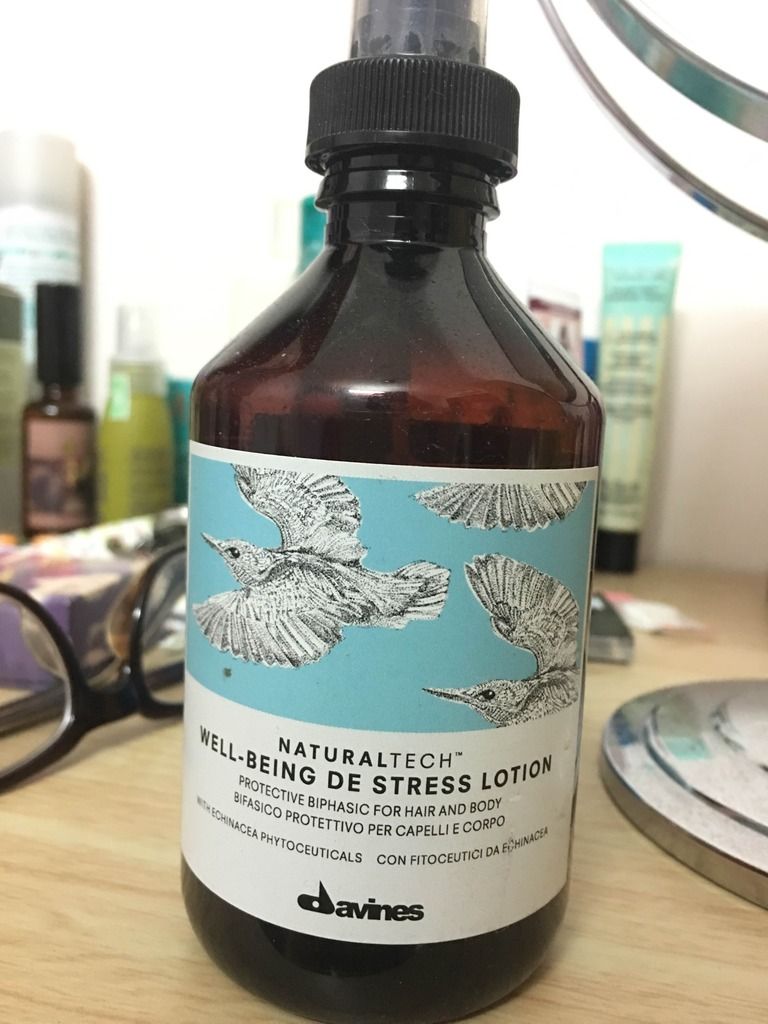 NATURALTECH™
WELL-BEING DE STRESS LOTION
PROTECTIVE BIPHASIC FOR HAIR AND BODY
BIFASICO PROTETTIVO PER CAPELLI E CORPO
WITH ECHINACEA PHYTOCEUTICALS CON FITOCEUTICI DA ECHINACEA
davines